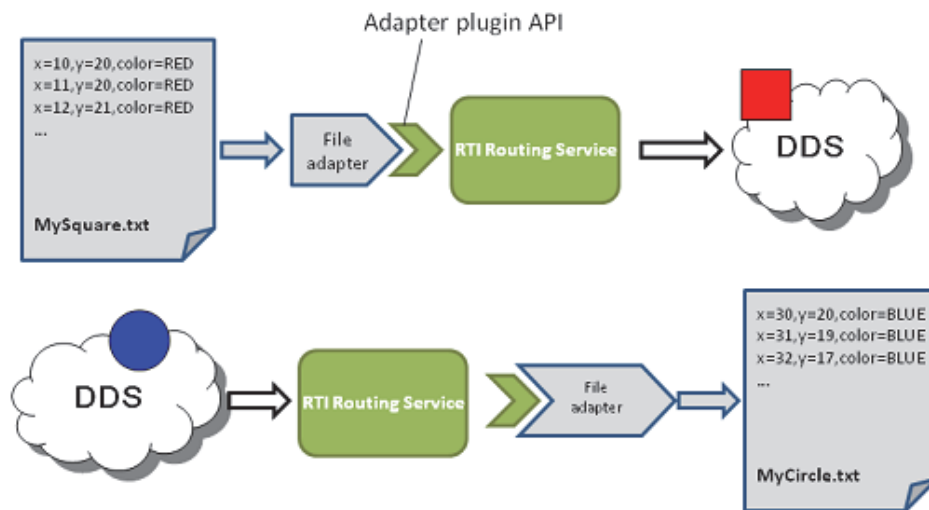 Adapter plugin API
x=10,y=20,color=RED
x=11,y=20,color=RED
x=12,y=21,color=RED
...
MySquare.txt
File
adapter
RTI Routing Service
DDS
DDS
RTI Routing Service
File
adapter
x=30,y=20,color=BLUE
x=31,y=19,color=BLUE
x=32,y=17,color=BLUE
...
MyCircle.txt